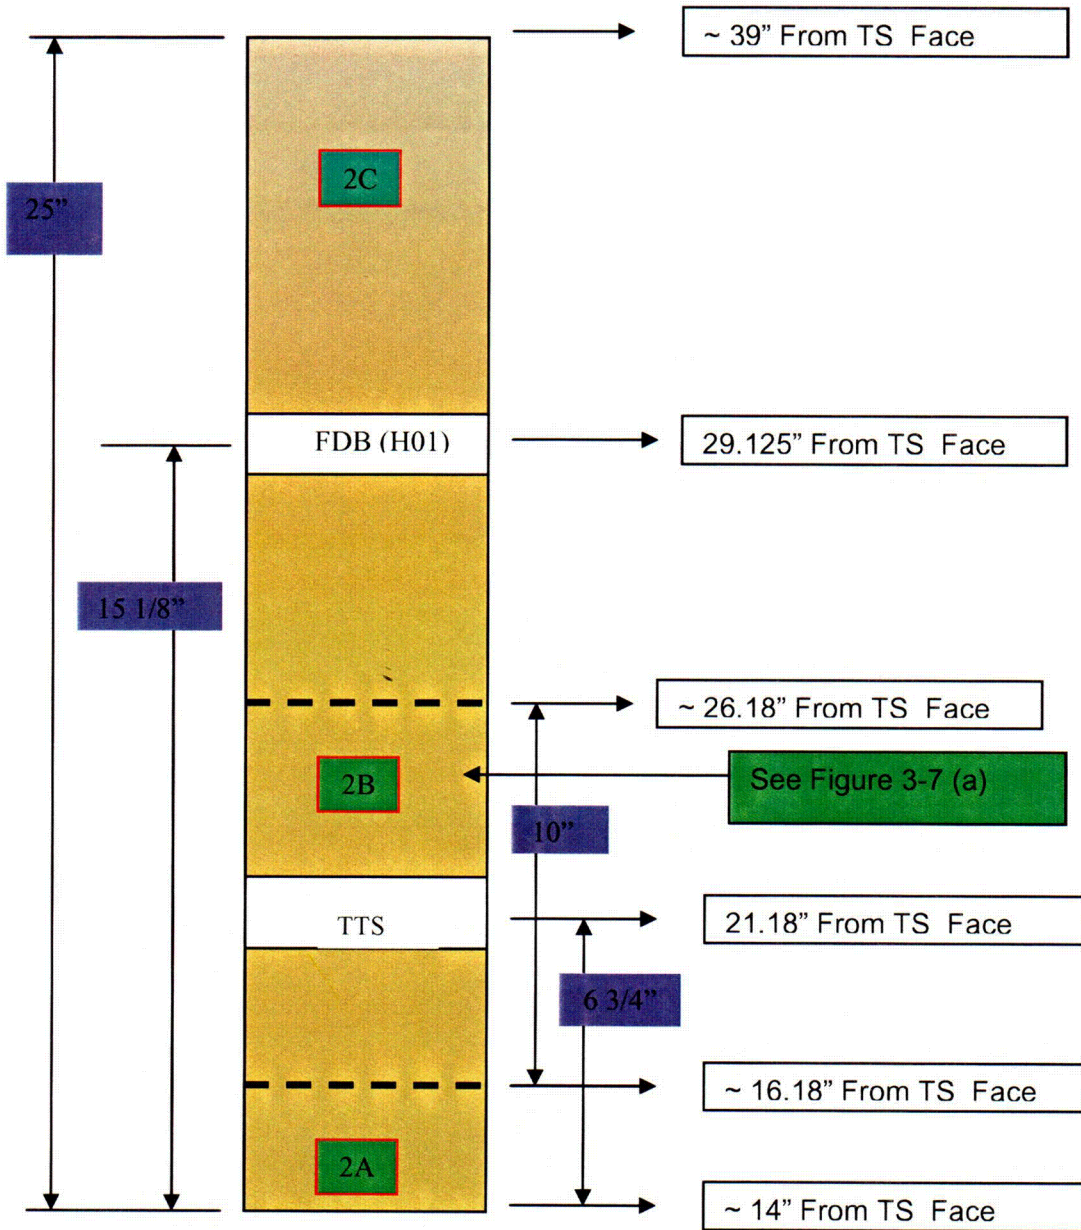 ~ 39” From TS Face
2C
25”
FDB (H01)
29.125” From TS Face
15 1/8”
~ 26.18” From TS Face
2B
See Figure 3-7 (a)
10”
TTS
21.18” From TS Face
6 3/4”
~ 16.18” From TS Face
2A
~ 14” From TS Face